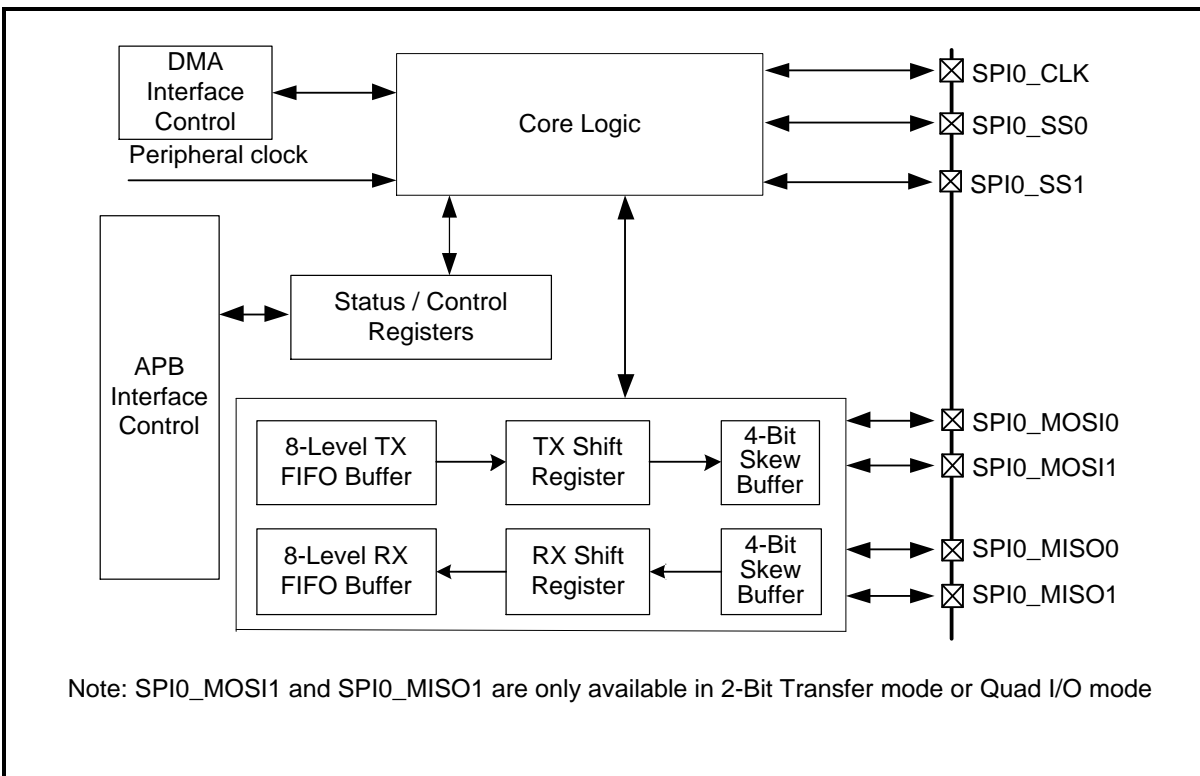 DMA
Interface
Control
Peripheral clock
Core Logic
SPI0_CLK
SPI0_SS0
SPI0_SS1
Status / Control
Registers
APB
Interface
Control
8-Level TX
FIFO Buffer
TX Shift
Register
4-Bit
Skew
Buffer
8-Level RX
FIFO Buffer
RX Shift
Register
4-Bit
Skew
Buffer
SPI0_MOSI0
SPI0_MOSI1
SPI0_MISO0
SPI0_MISO1
Note: SPI0_MOSI1 and SPI0_MISO1 are only available in 2-Bit Transfer mode or Quad I/O mode